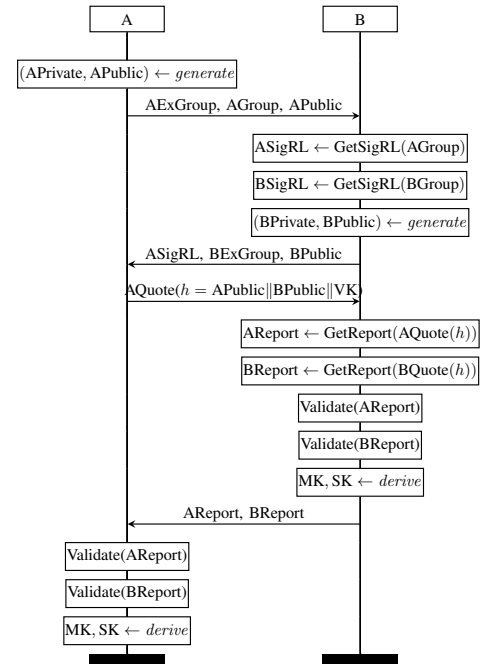 A
B
(APrivate, APublic) ← generate
AExGroup, AGroup, APublic
ASigRL ← GetSigRL(AGroup)
BSigRL ← GetSigRL(BGroup)
(BPrivate, BPublic) ← generate
ASigRL, BExGroup, BPublic
AQuote(h = APublic‖BPublic‖VK)
AReport ← GetReport(AQuote(h))
BReport ← GetReport(BQuote(h))
Validate(AReport)
Validate(BReport)
MK, SK ← derive
AReport, BReport
Validate(AReport)
Validate(BReport)
MK, SK ← derive